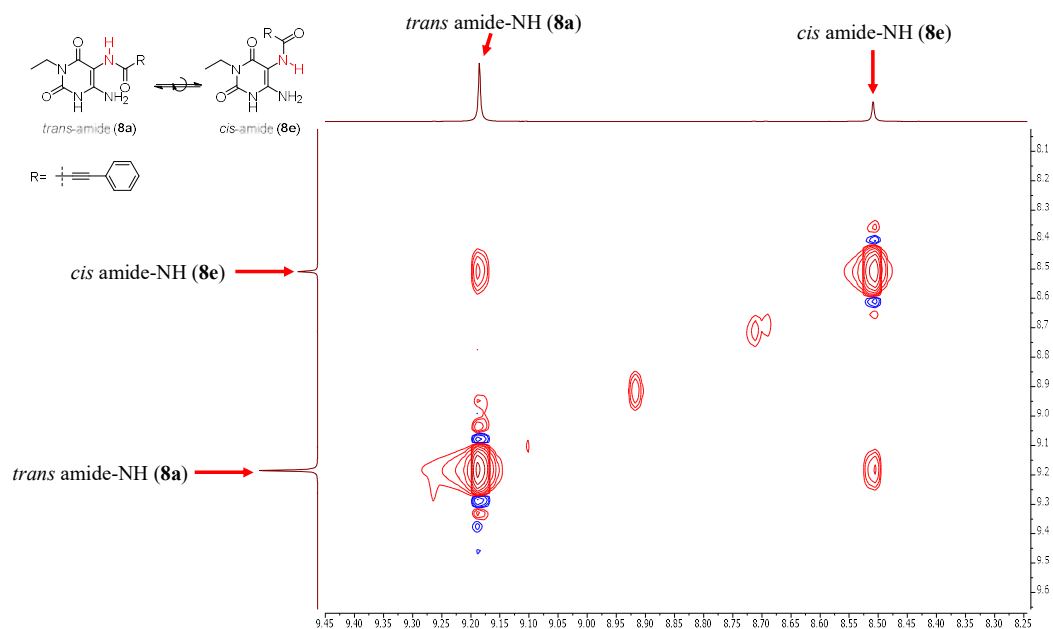 trans amide-NH (8a)
cis amide-NH (8e)
O
H
N
R
O
N
O
N
H
NH2
trans-amide (8a)
R
O
O
N
H
N
O
N
H
NH2
cis-amide (8e)
R=
cis amide-NH (8e)
trans amide-NH (8a)
8.1
8.2
8.3
8.4
8.5
8.6
8.7
8.8
8.9
9.0
9.1
9.2
9.3
9.4
9.5
9.6
9.45 9.40 9.35 9.30 9.25 9.20 9.15 9.10 9.05 9.00 8.95 8.90 8.85 8.80 8.75 8.70 8.65 8.60 8.55 8.50 8.45 8.40 8.35 8.30 8.25